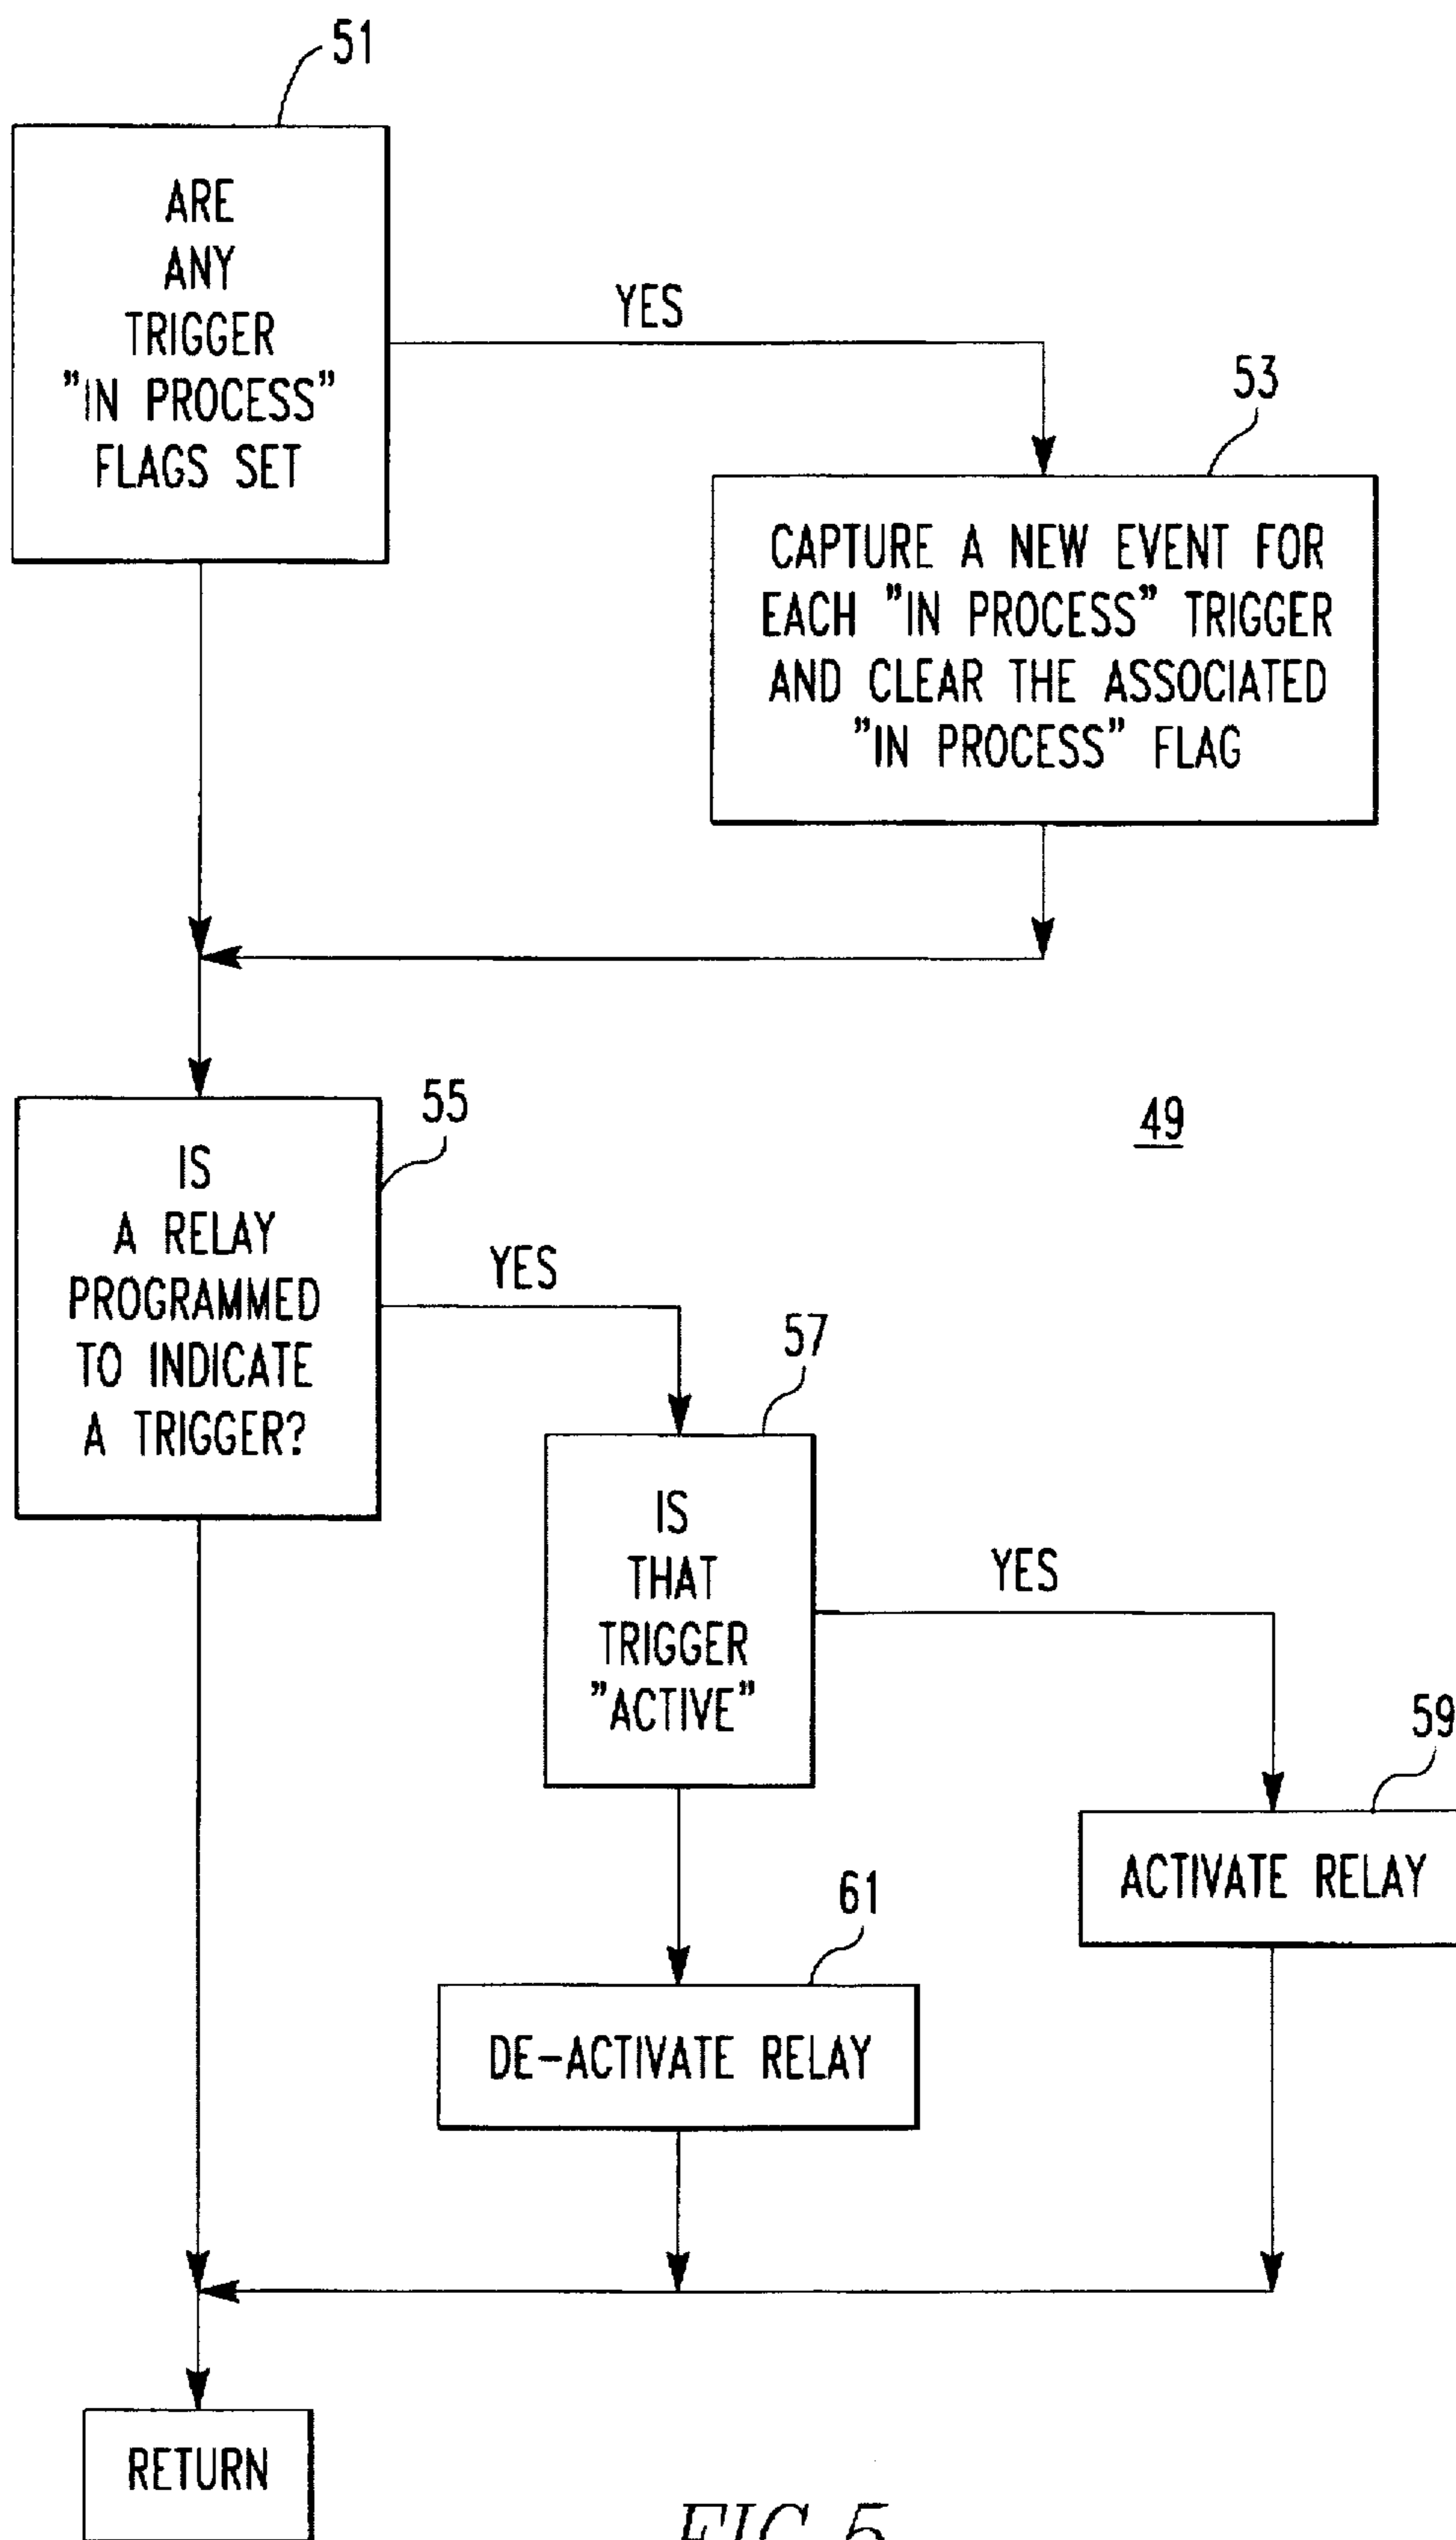 51
ARE
ANY
TRIGGER
"IN PROCESS"
FLAGS SET
YES
53
CAPTURE A NEW EVENT FOR
EACH "IN PROCESS" TRIGGER
AND CLEAR THE ASSOCIATED
"IN PROCESS" FLAG
55
49
IS
A RELAY
PROGRAMMED
TO INDICATE
A TRIGGER?
YES
57
IS
THAT
TRIGGER
"ACTIVE"
YES
59
ACTIVATE RELAY
61
DE-ACTIVATE RELAY
RETURN
FIG. 5